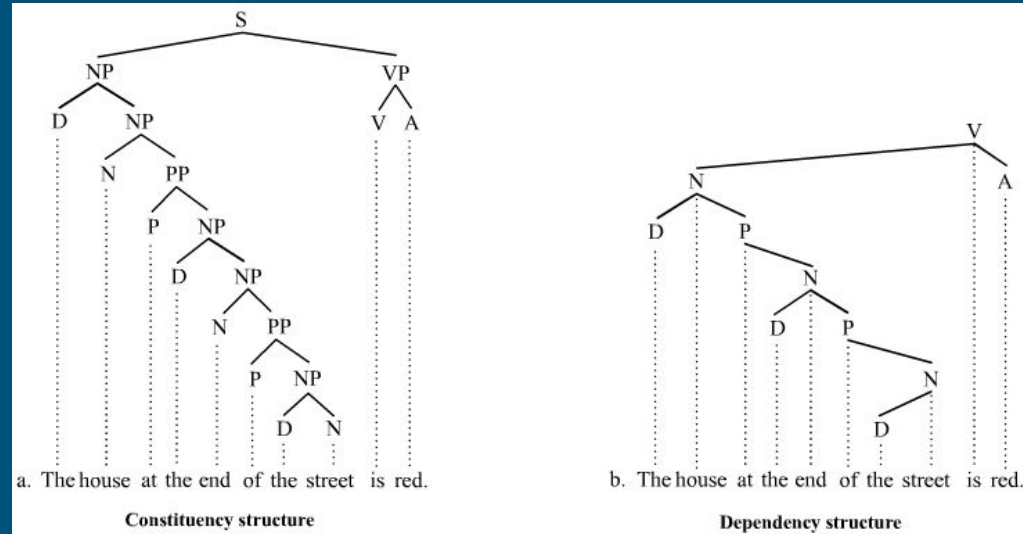 S
NP VP
D NP V A
N PP
P NP
D NP
N PP
P NP
D N
a. The house at the end of the street is red.
Constituency structure
V
N A
D P
N
D P
N
D
b. The house at the end of the street is red.
Dependency structure